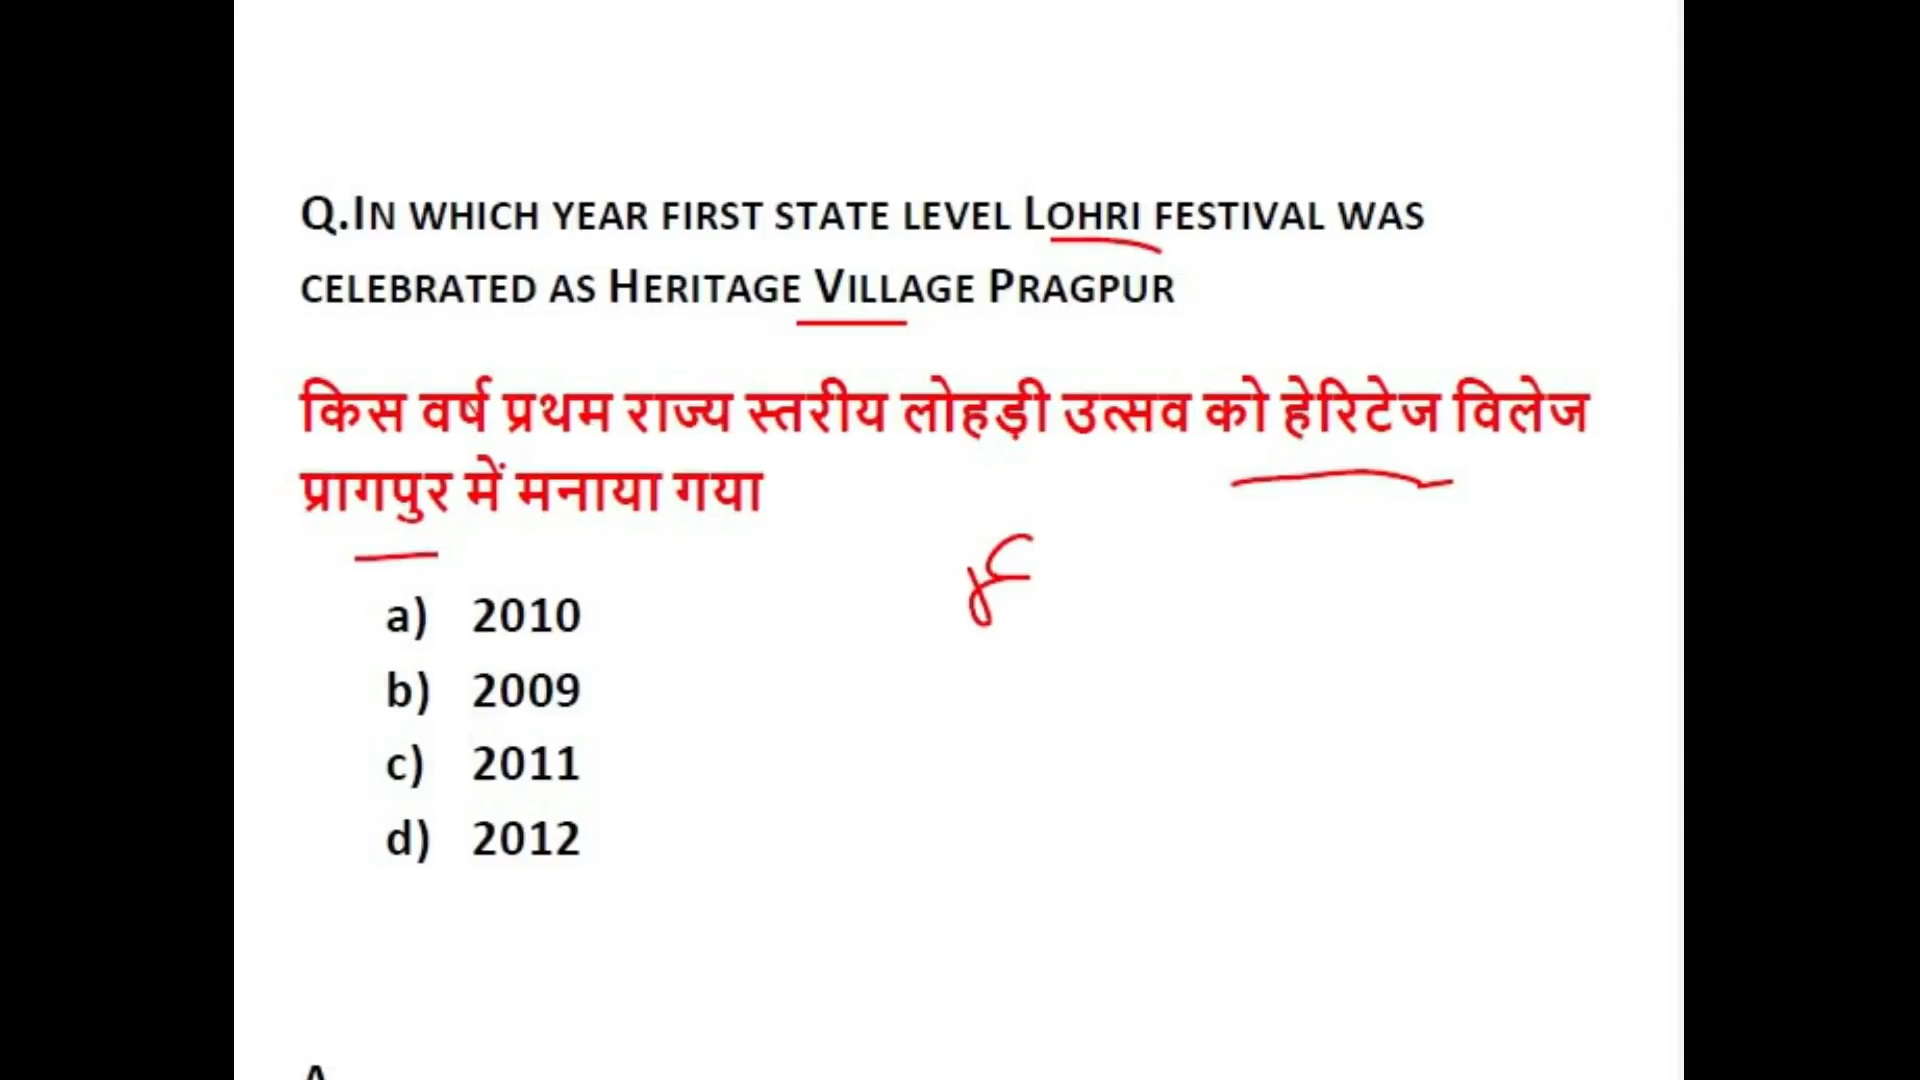 Q.IN WHICH YEAR FIRST STATE LEVEL LOHRI FESTIVAL WAS
CELEBRATED AS HERITAGE VILLAGE PRAGPUR
किस वर्ष प्रथम राज्य स्तरीय लोहड़ी उत्सव को हेरिटेज विलेज
प्रागपुर में मनाया गया
a) 2010
b) 2009
c) 2011
d) 2012